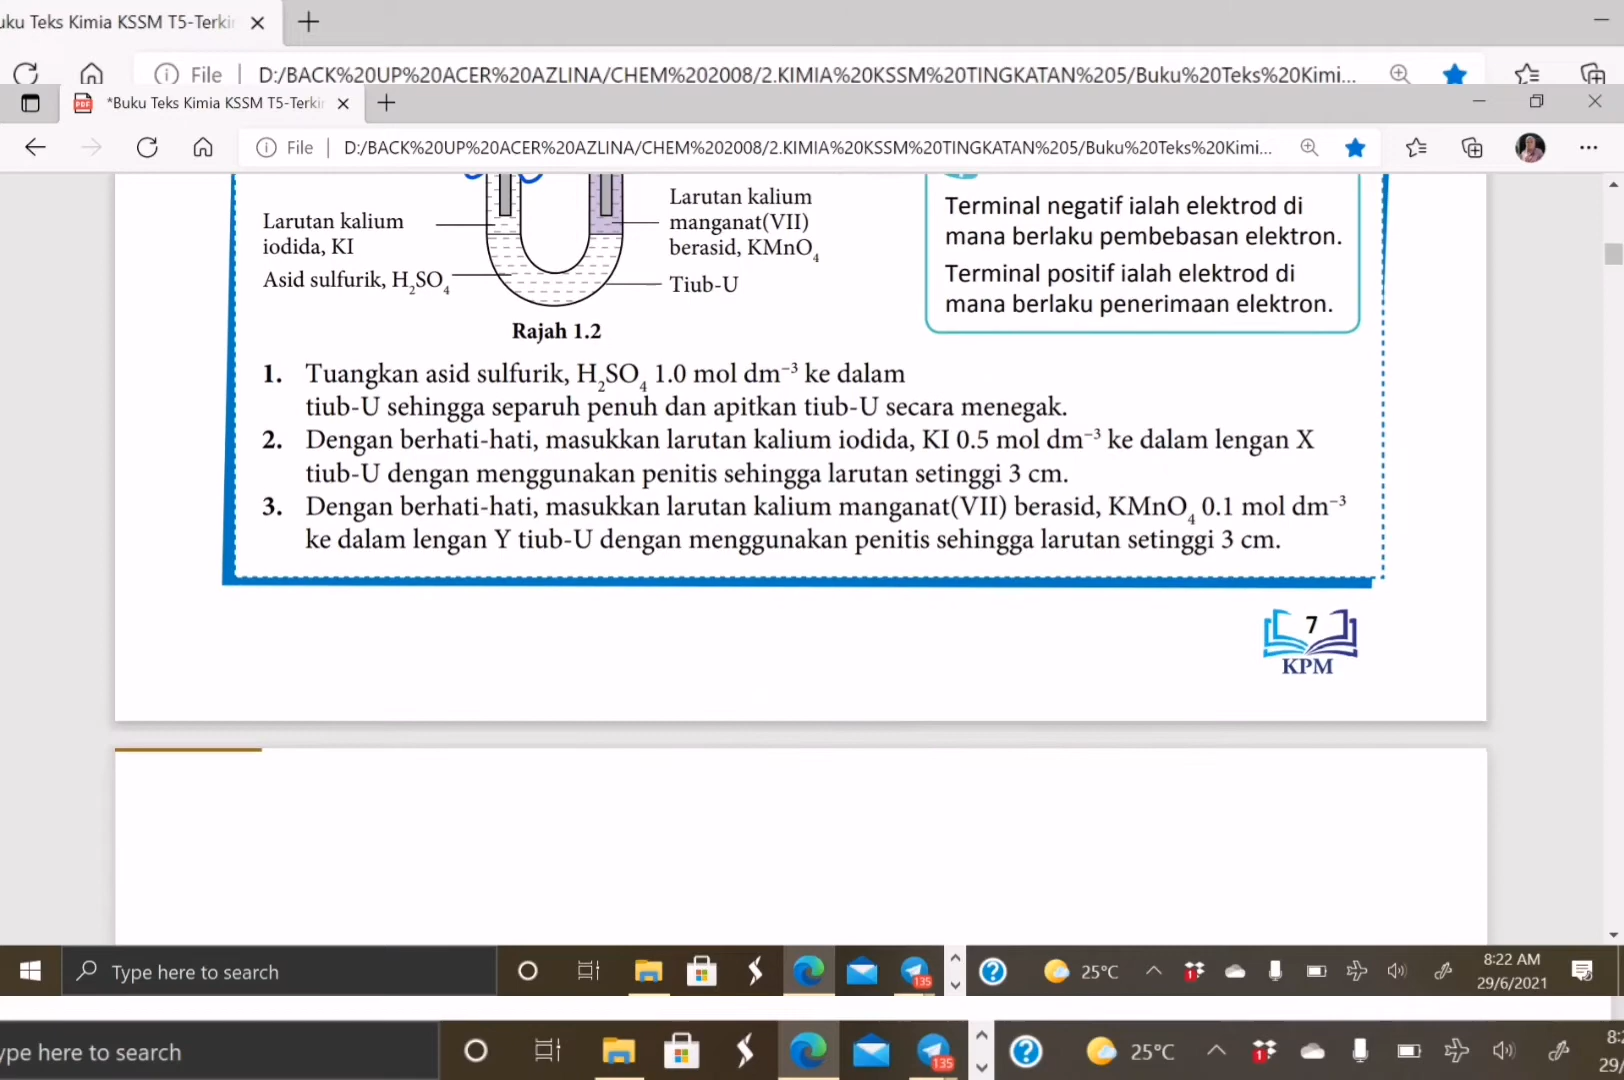 uku Teks Kimia KSSM T5-Terki
File
D:/BACK%20UP%20ACER%20AZLINA/CHEM%202008/2.KIMIA%20KSSM%20TINGKATAN%205/Buku%20Teks%20Kimi...
*Buku Teks Kimia KSSM T5-Terki
File
D:/BACK%20UP%20ACER%20AZLINA/CHEM%202008/2.KIMIA%20KSSM%20TINGKATAN%205/Buku%20Teks%20Kimi...
Larutan kalium
iodida, KI
Asid sulfurik, H₂SO₄
Larutan kalium
manganat(VII)
berasid, KMnO₄
Tiub-U
Rajah 1.2
Terminal negatif ialah elektrod di
mana berlaku pembebasan elektron.
Terminal positif ialah elektrod di
mana berlaku penerimaan elektron.
1. Tuangkan asid sulfurik, H₂SO₄ 1.0 mol dm⁻³ ke dalam
tiub-U sehingga separuh penuh dan apitkan tiub-U secara menegak.
2. Dengan berhati-hati, masukkan larutan kalium iodida, KI 0.5 mol dm⁻³ ke dalam lengan X
tiub-U dengan menggunakan penitis sehingga larutan setinggi 3 cm.
3. Dengan berhati-hati, masukkan larutan kalium manganat(VII) berasid, KMnO₄ 0.1 mol dm⁻³
ke dalam lengan Y tiub-U dengan menggunakan penitis sehingga larutan setinggi 3 cm.
7
KPM
Type here to search
135
25°C
8:22 AM
29/6/2021
ype here to search
135
25°C
8:2
29/